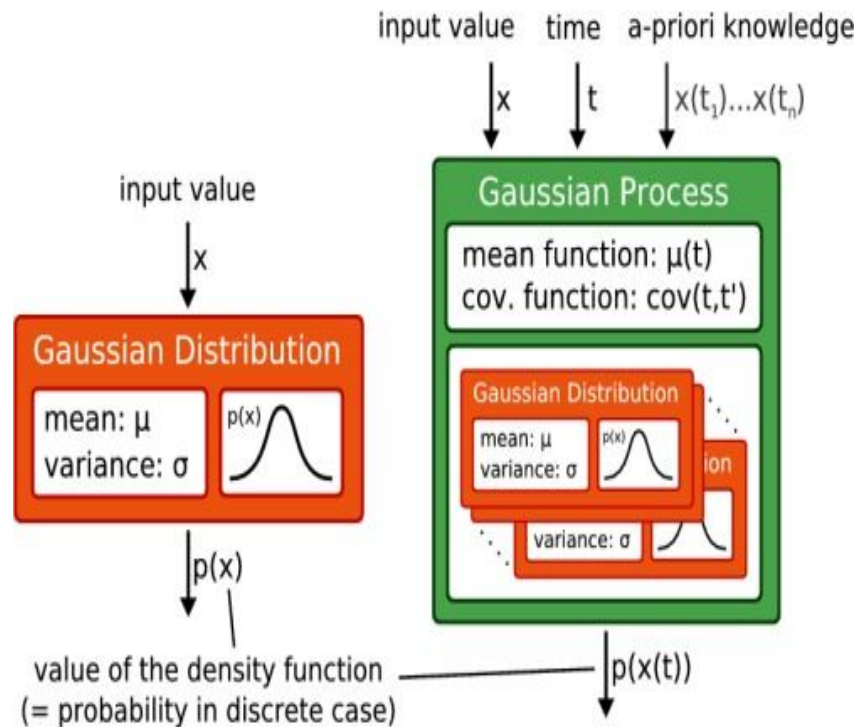 input value
x
Gaussian Distribution
mean: μ
variance: σ
p(x)
p(x)
value of the density function
(= probability in discrete case)
input value time a-priori knowledge
x t x(t₁)...x(tₙ)
Gaussian Process
mean function: μ(t)
cov. function: cov(t,t')
Gaussian Distribution
mean: μ
variance: σ
p(x)
variance: σ
p(x(t))